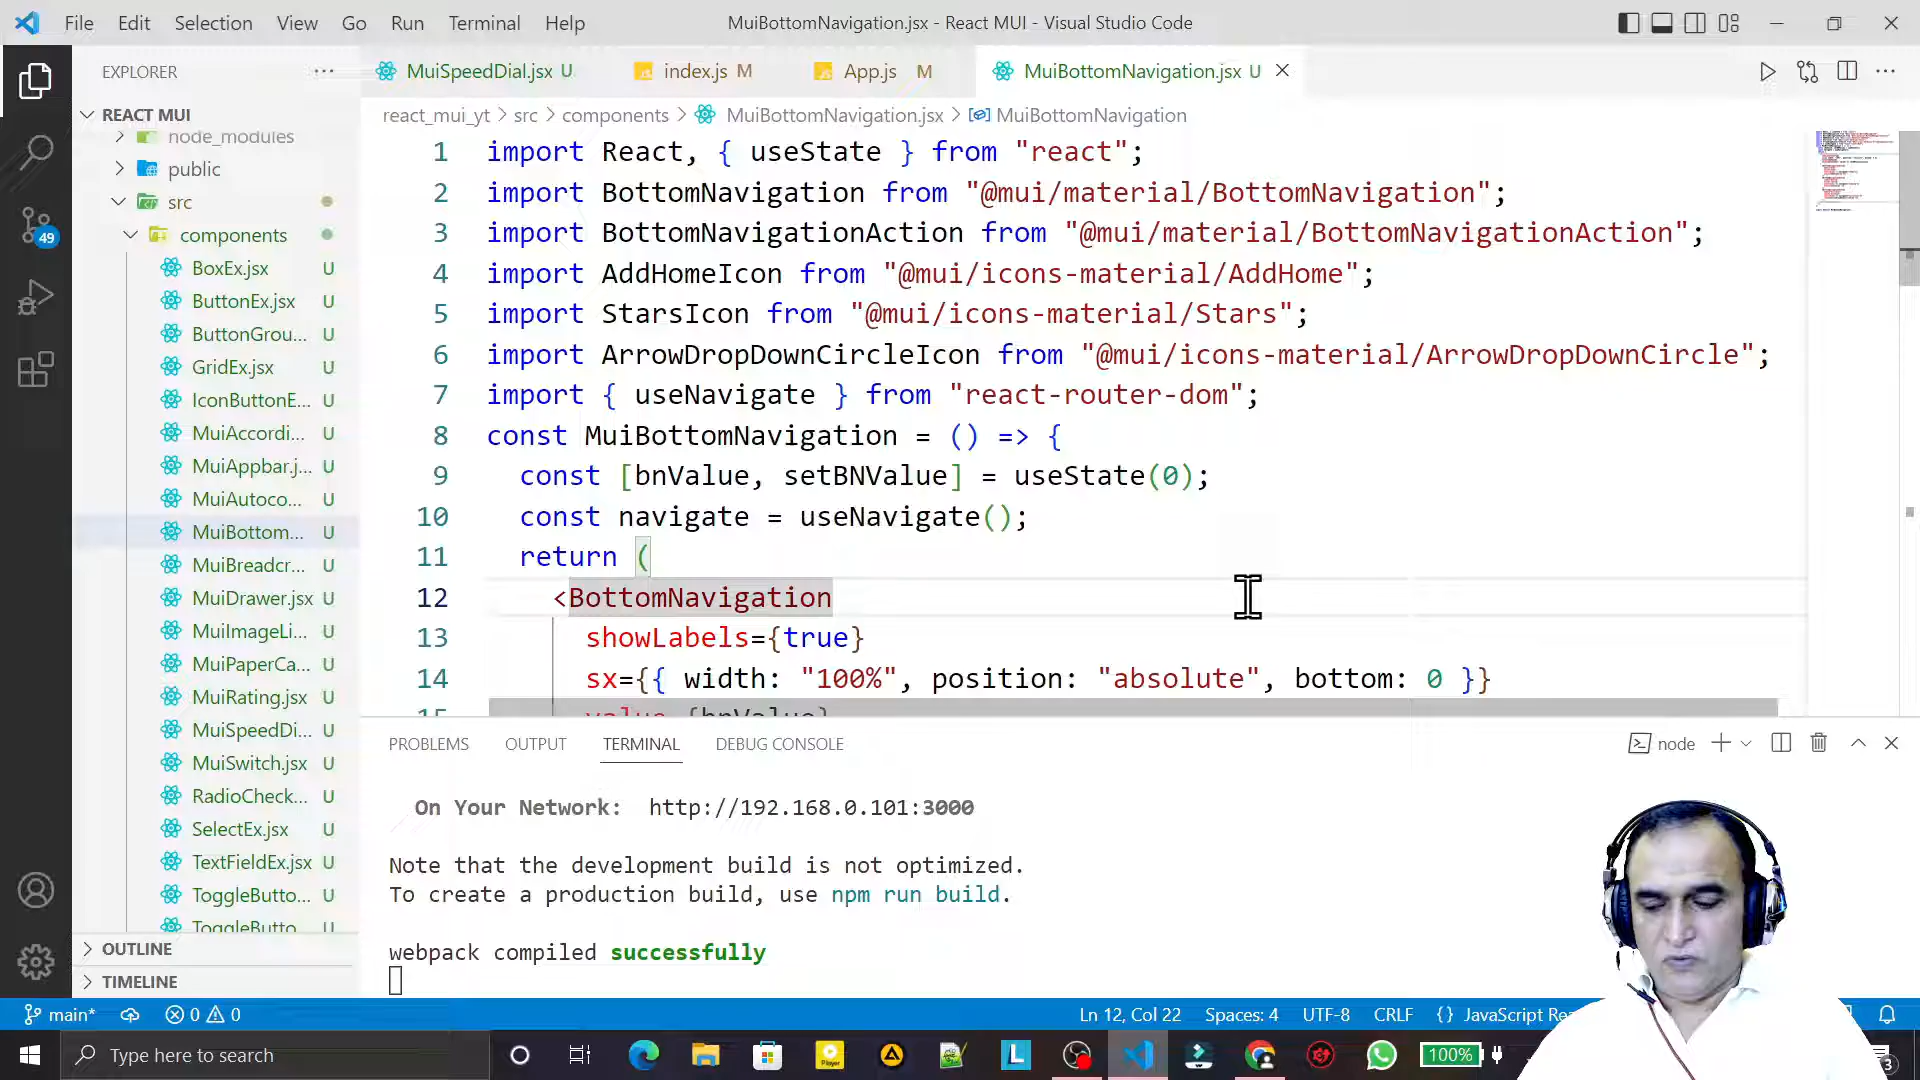 File Edit Selection View Go Run Terminal Help
MuiBottomNavigation.jsx - React MUI - Visual Studio Code
EXPLORER
MuiSpeedDial.jsx U
index.js M
App.js M
MuiBottomNavigation.jsx U
REACT MUI
react_mui_yt > src > components > MuiBottomNavigation.jsx > MuiBottomNavigation
node_modules
public
src
components
BoxEx.jsx U
ButtonEx.jsx U
ButtonGrou... U
GridEx.jsx U
IconButtonE... U
MuiAccordi... U
MuiAppbar.j... U
MuiAutoco... U
MuiBottom... U
MuiBreadcr... U
MuiDrawer.jsx U
MuiImageLi... U
MuiPaperCa... U
MuiRating.jsx U
MuiSpeedDi... U
MuiSwitch.jsx U
RadioCheck... U
SelectEx.jsx U
TextFieldEx.jsx U
ToggleButto... U
ToggleButto U
OUTLINE
TIMELINE
49
1 import React, { useState } from "react";
2 import BottomNavigation from "@mui/material/BottomNavigation";
3 import BottomNavigationAction from "@mui/material/BottomNavigationAction";
4 import AddHomeIcon from "@mui/icons-material/AddHome";
5 import StarsIcon from "@mui/icons-material/Stars";
6 import ArrowDropDownCircleIcon from "@mui/icons-material/ArrowDropDownCircle";
7 import { useNavigate } from "react-router-dom";
8 const MuiBottomNavigation = () => {
9 const [bnValue, setBNValue] = useState(0);
10 const navigate = useNavigate();
11 return (
12 <BottomNavigation
13 showLabels={true}
14 sx={{ width: "100%", position: "absolute", bottom: 0 }}
15 value={bnValue}
PROBLEMS OUTPUT TERMINAL DEBUG CONSOLE
node
On Your Network: http://192.168.0.101:3000
Note that the development build is not optimized.
To create a production build, use npm run build.
webpack compiled successfully
main* 0 0
Ln 12, Col 22 Spaces: 4 UTF-8 CRLF {} JavaScript Rea
Type here to search
100%
3